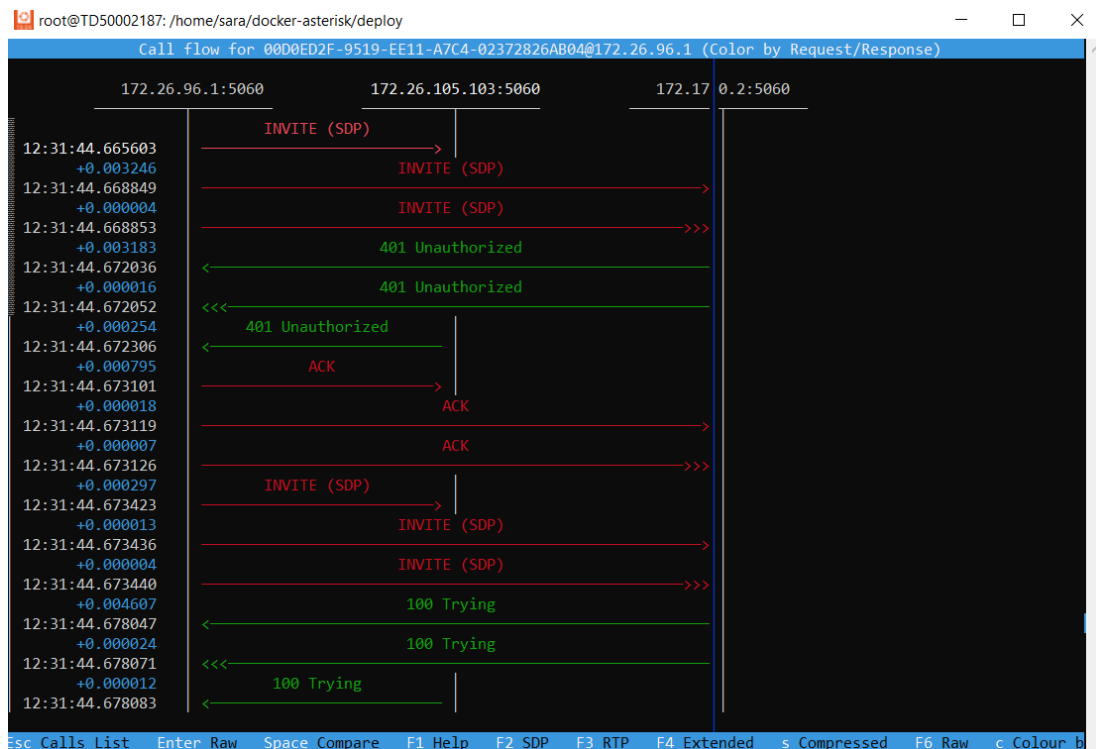 root@TD50002187: /home/sara/docker-asterisk/deploy
Call flow for 00D0ED2F-9519-EE11-A7C4-02372826AB04@172.26.96.1 (Color by Request/Response)
172.26.96.1:5060 172.26.105.103:5060 172.17 0.2:5060
INVITE (SDP)
12:31:44.665603
+0.003246 INVITE (SDP)
12:31:44.668849
+0.000004 INVITE (SDP)
12:31:44.668853
+0.003183 401 Unauthorized
12:31:44.672036
+0.000016 401 Unauthorized
12:31:44.672052
+0.000254 401 Unauthorized
12:31:44.672306
+0.000795 ACK
12:31:44.673101
+0.000018 ACK
12:31:44.673119
+0.000007 ACK
12:31:44.673126
+0.000297 INVITE (SDP)
12:31:44.673423
+0.000013 INVITE (SDP)
12:31:44.673436
+0.000004 INVITE (SDP)
12:31:44.673440
+0.004607 100 Trying
12:31:44.678047
+0.000024 100 Trying
12:31:44.678071
+0.000012 100 Trying
12:31:44.678083
Esc Calls List Enter Raw Space Compare F1 Help F2 SDP F3 RTP F4 Extended s Compressed F6 Raw c Colour b